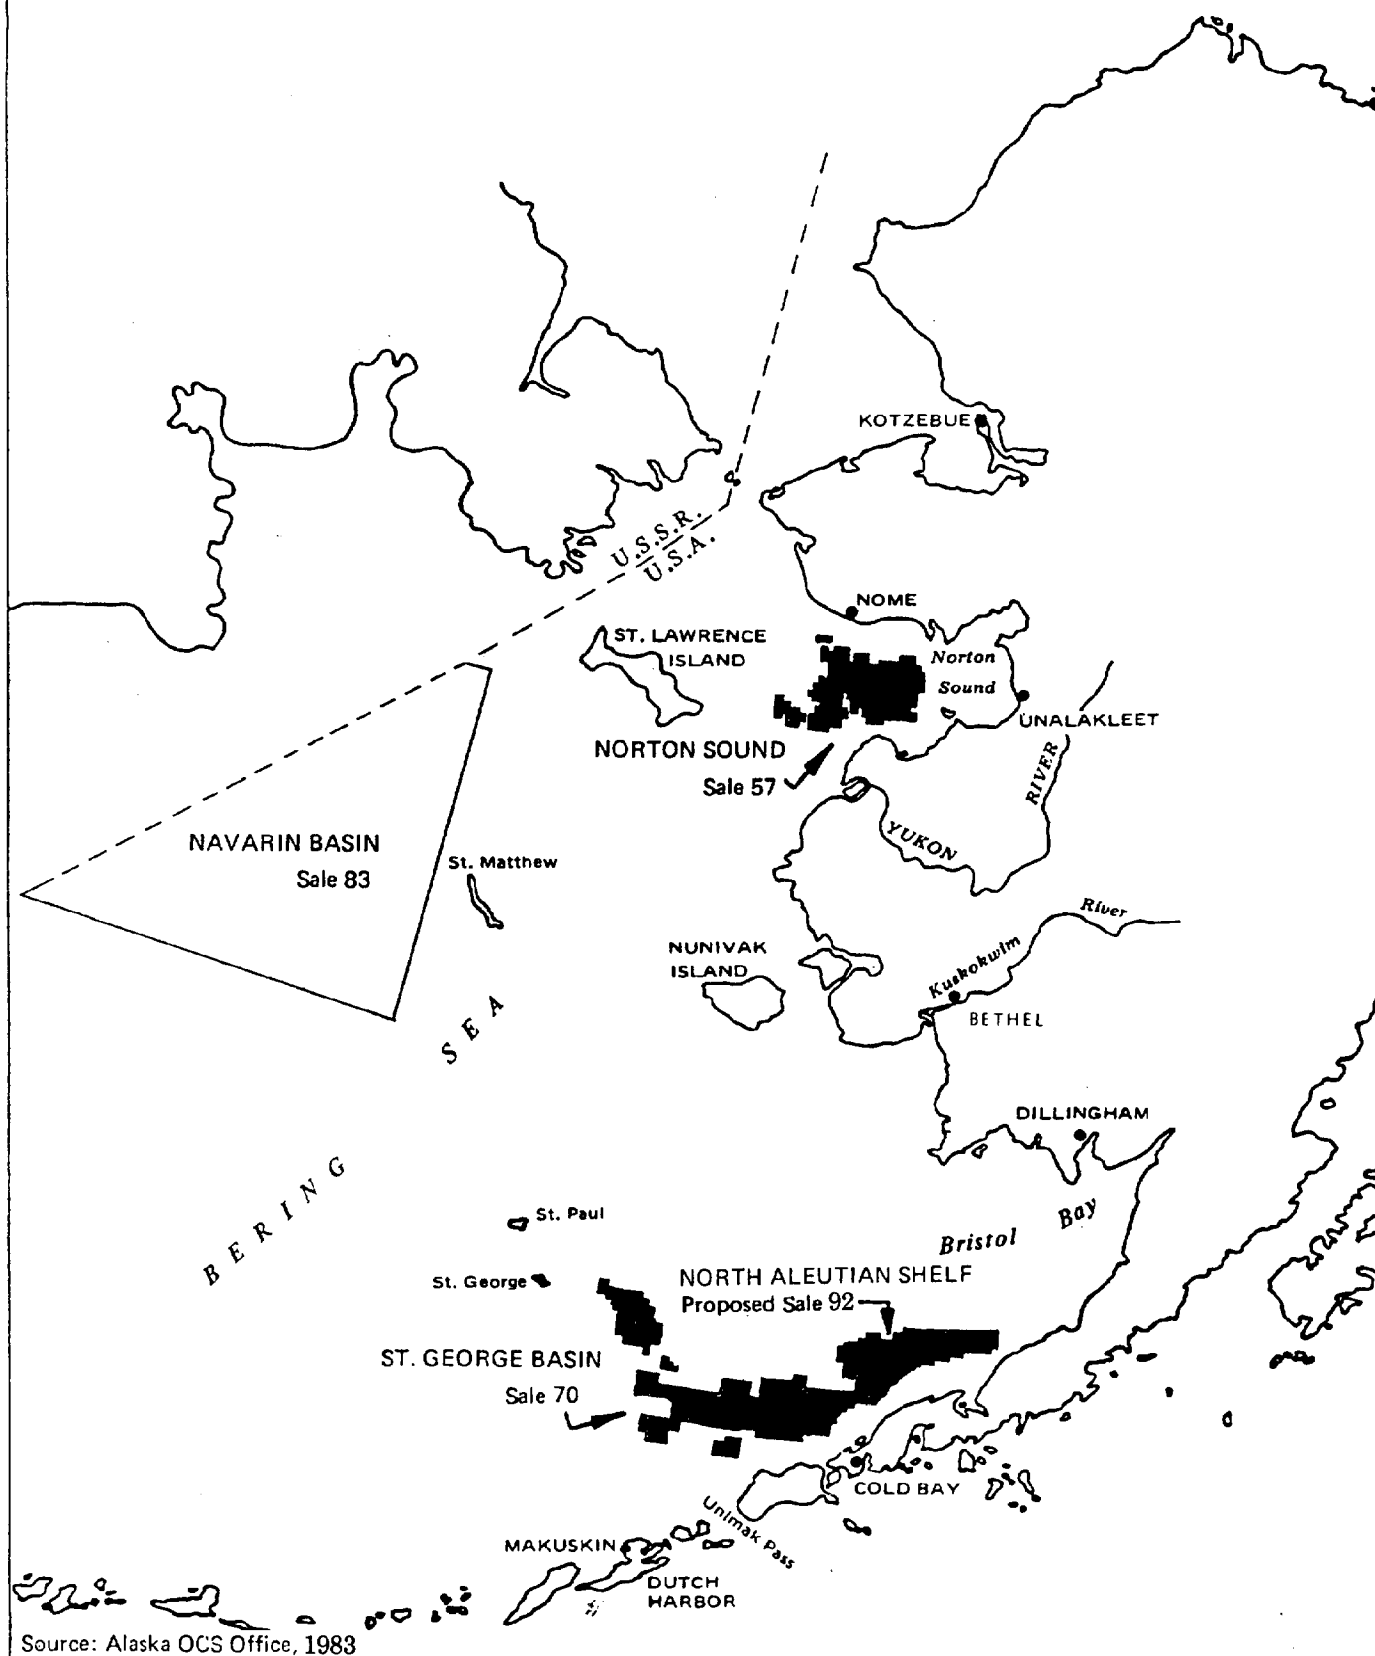 KOTZEBUE
U.S.S.R.
U.S.A.
NOME
ST. LAWRENCE
ISLAND
Norton
Sound
UNALAKLEET
NORTON SOUND
Sale 57
RIVER
YUKON
NAVARIN BASIN
Sale 83
St. Matthew
River
Kuskokwim
NUNIVAK
ISLAND
BETHEL
SEA
DILLINGHAM
BERING
St. Paul
Bay
Bristol
St. George
NORTH ALEUTIAN SHELF
Proposed Sale 92
ST. GEORGE BASIN
Sale 70
COLD BAY
Unimak Pass
MAKUSKIN
DUTCH
HARBOR
Source: Alaska OCS Office, 1983